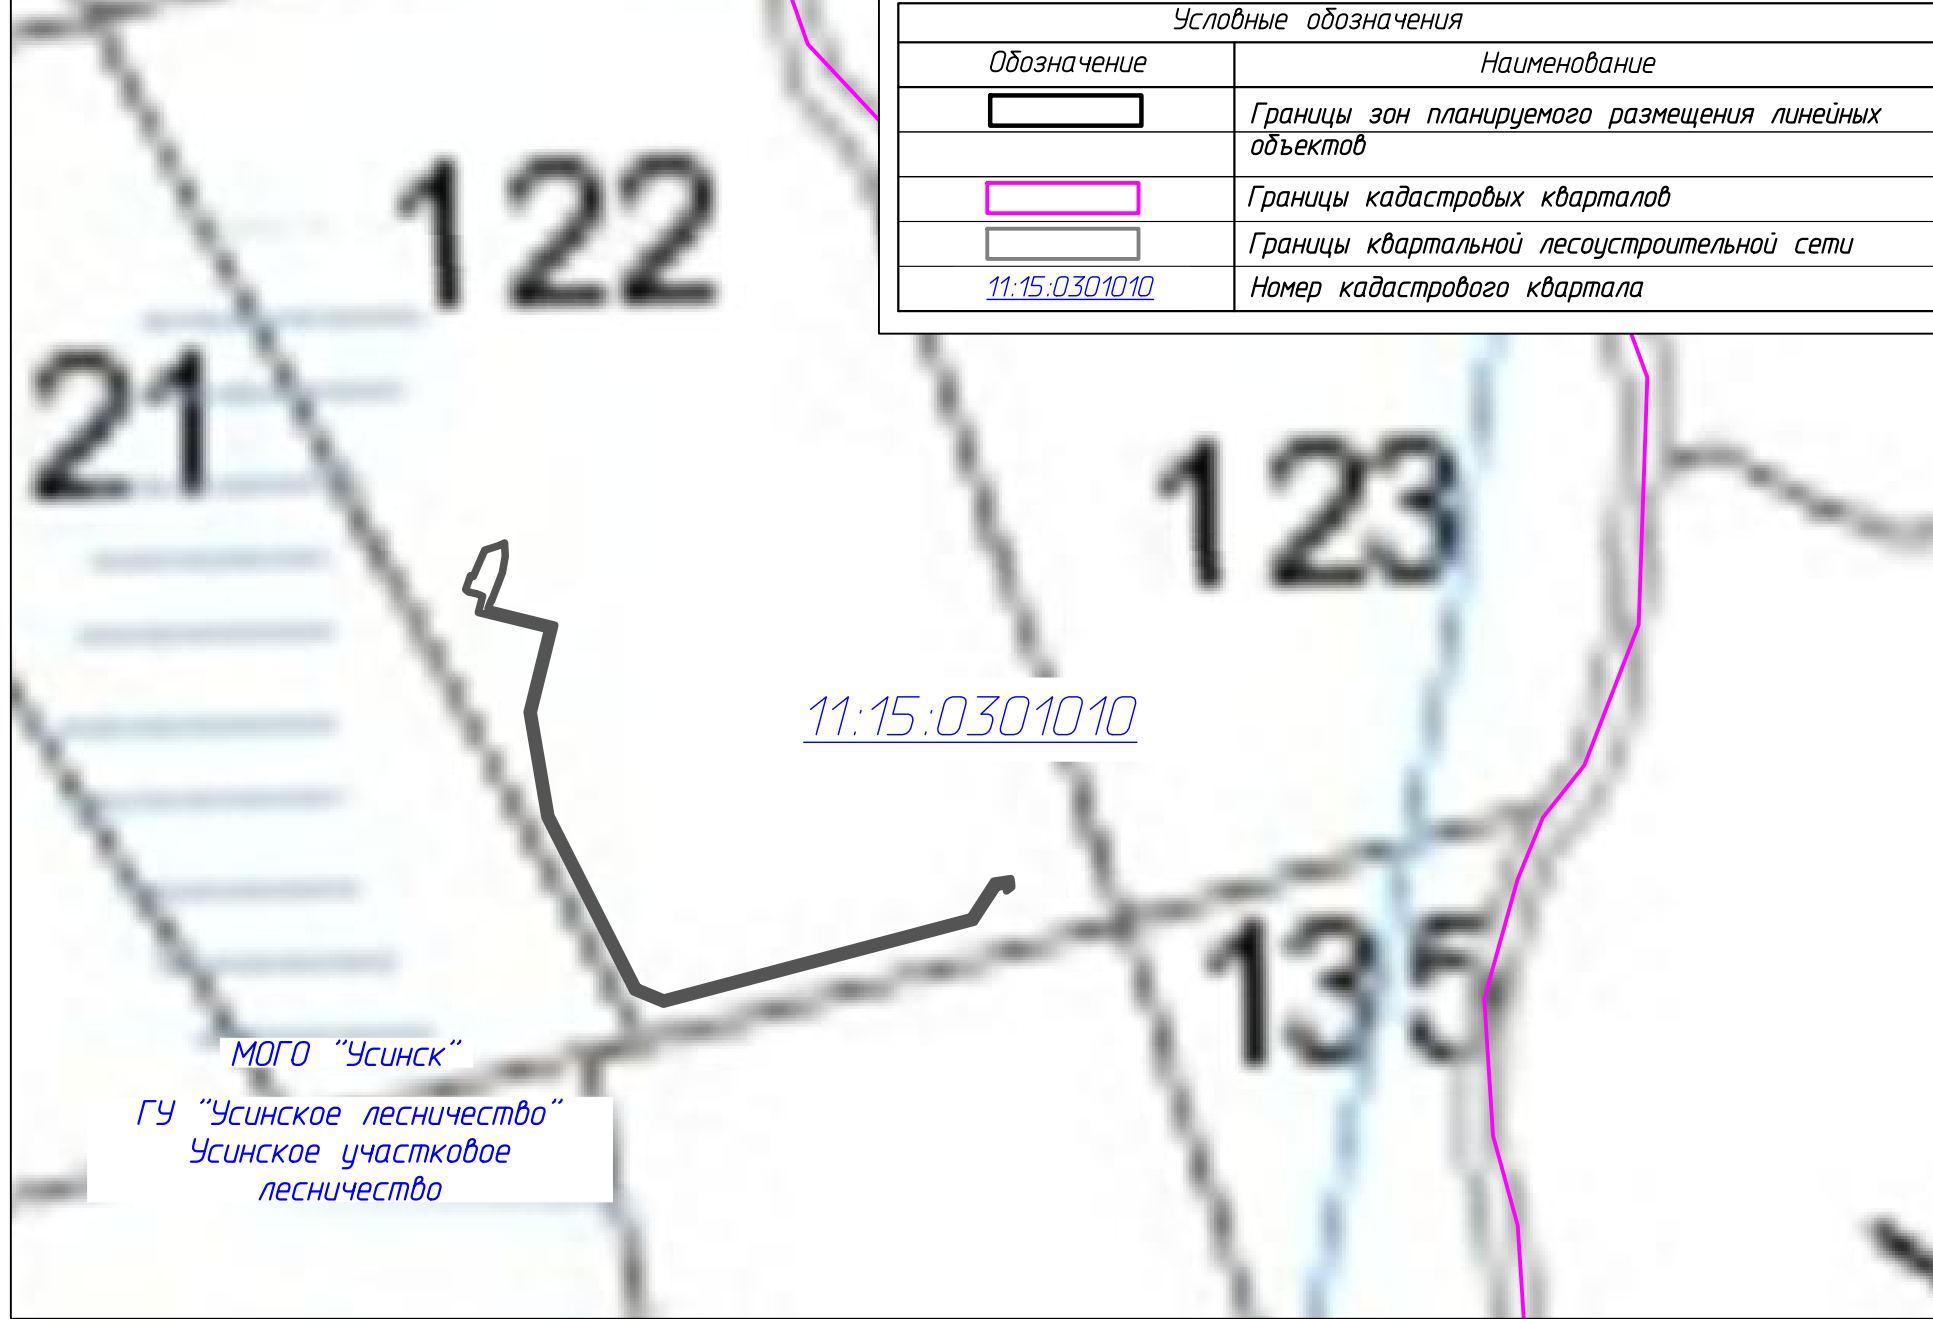 Условные обозначения
Обозначение Наименование
Границы зон планируемого размещения линейных
объектов
Границы кадастровых кварталов
Границы квартальной лесоустроительной сети
11:15:0301010 Номер кадастрового квартала
122
21
123
11:15:0301010
135
МОГО "Усинск"
ГУ "Усинское лесничество"
Усинское участковое
лесничество